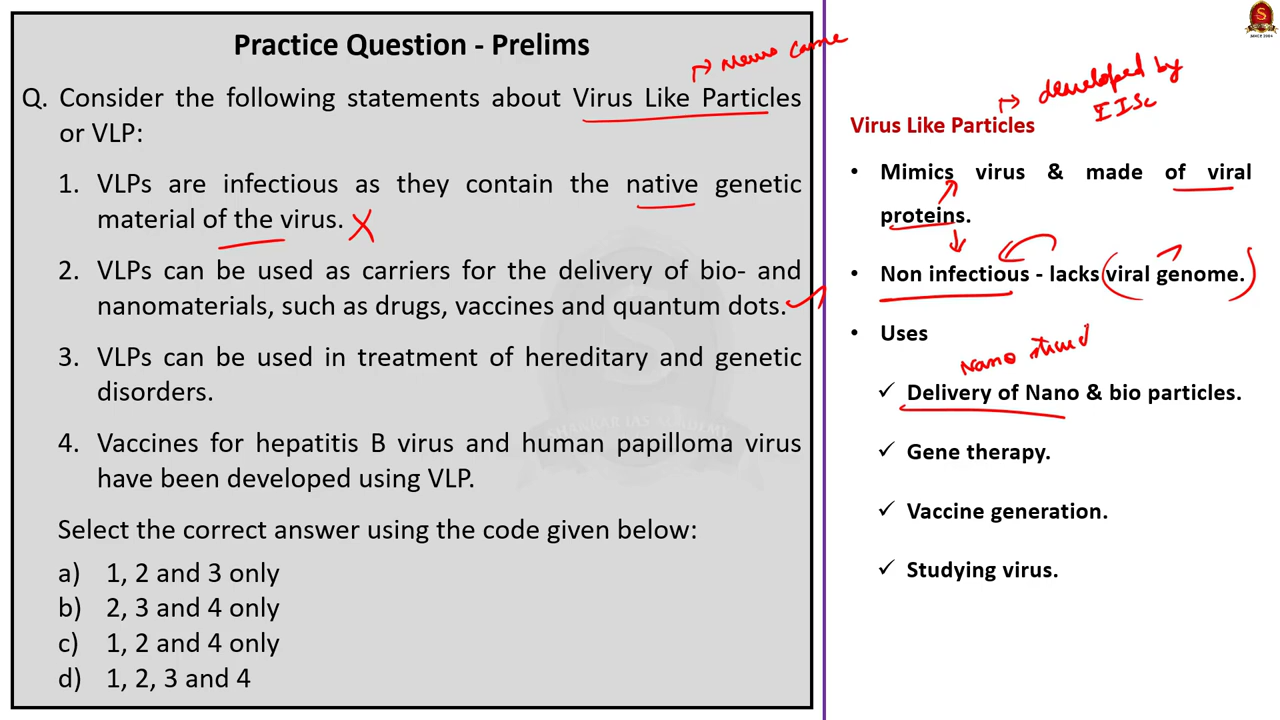 Practice Question - Prelims
News came
Q. Consider the following statements about Virus Like Particles
or VLP:
1. VLPs are infectious as they contain the native genetic
material of the virus. X
2. VLPs can be used as carriers for the delivery of bio- and
nanomaterials, such as drugs, vaccines and quantum dots.
3. VLPs can be used in treatment of hereditary and genetic
disorders.
4. Vaccines for hepatitis B virus and human papilloma virus
have been developed using VLP.
Select the correct answer using the code given below:
a) 1, 2 and 3 only
b) 2, 3 and 4 only
c) 1, 2 and 4 only
d) 1, 2, 3 and 4
developed by
IISc
Virus Like Particles
• Mimics virus & made of viral
proteins.
• Non infectious - lacks (viral genome.)
• Uses
Nano
✓ Delivery of Nano & bio particles.
✓ Gene therapy.
✓ Vaccine generation.
✓ Studying virus.
SHANKAR IAS ACADEMY